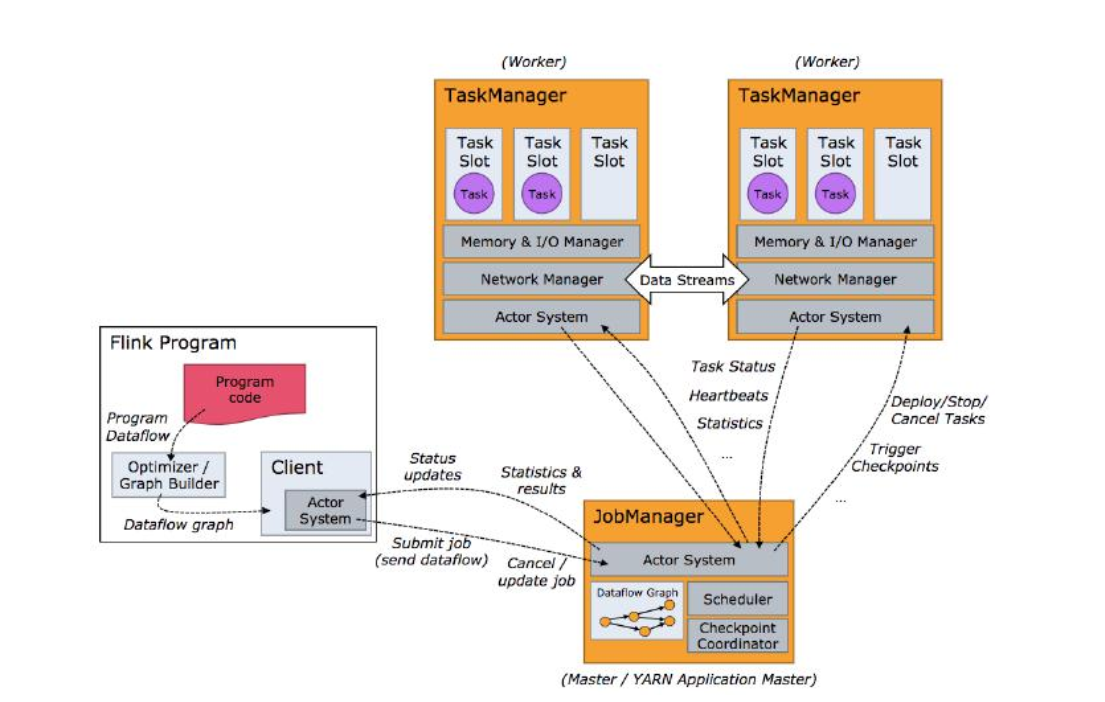 (Worker)
TaskManager
Task
Slot
Task
Task
Slot
Task
Task
Slot
Memory & I/O Manager
Network Manager
Actor System
(Worker)
TaskManager
Task
Slot
Task
Task
Slot
Task
Task
Slot
Memory & I/O Manager
Network Manager
Actor System
Data Streams
Flink Program
Program
code
Program
Dataflow
Optimizer /
Graph Builder
Dataflow graph
Client
Actor
System
Task Status
Heartbeats
Statistics
...
Deploy/Stop/
Cancel Tasks
Trigger
Checkpoints
...
Status
updates
Statistics &
results
Submit job
(send dataflow)
Cancel /
update job
JobManager
Actor System
Dataflow Graph
Scheduler
Checkpoint
Coordinator
(Master / YARN Application Master)